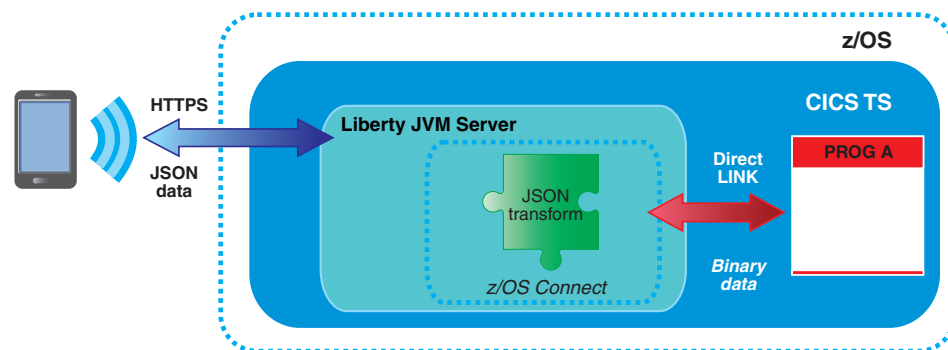 z/OS
CICS TS
HTTPS
JSON
data
Liberty JVM Server
JSON
transform
z/OS Connect
Direct
LINK
Binary
data
PROG A